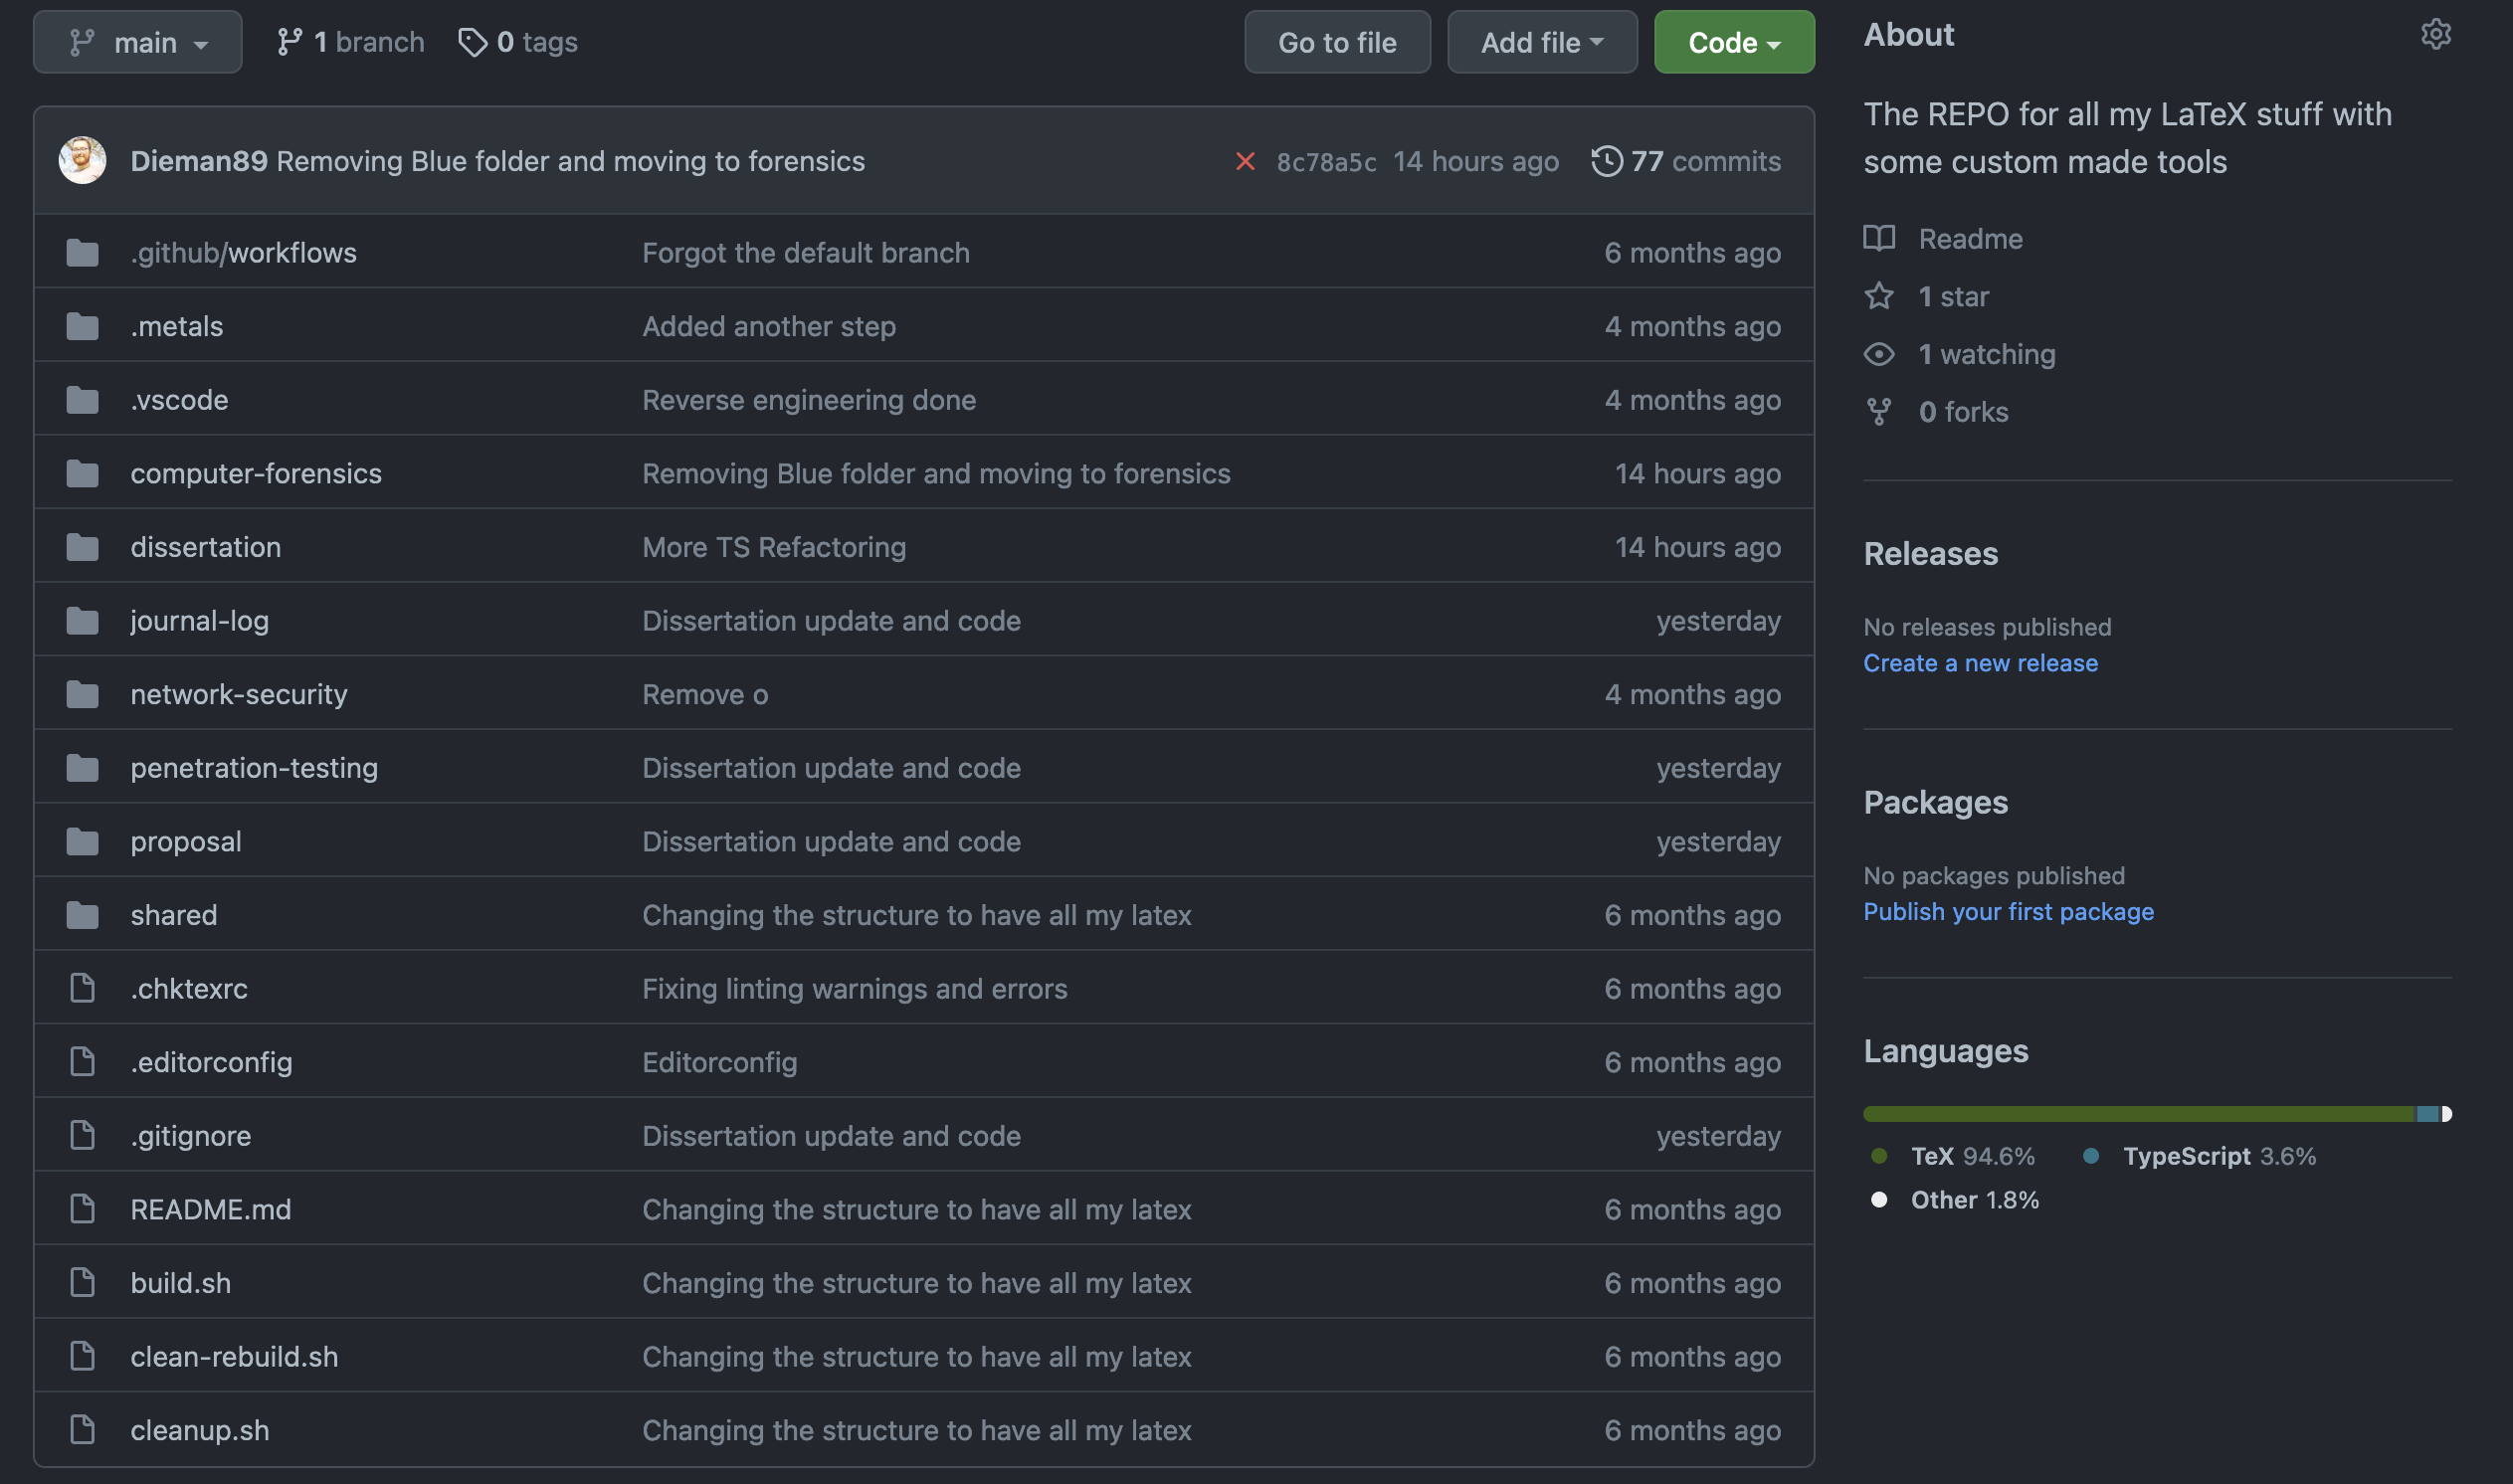 main
1 branch
0 tags
Go to file
Add file
Code
Dieman89 Removing Blue folder and moving to forensics
8c78a5c 14 hours ago
77 commits
.github/workflows Forgot the default branch 6 months ago
.metals Added another step 4 months ago
.vscode Reverse engineering done 4 months ago
computer-forensics Removing Blue folder and moving to forensics 14 hours ago
dissertation More TS Refactoring 14 hours ago
journal-log Dissertation update and code yesterday
network-security Remove o 4 months ago
penetration-testing Dissertation update and code yesterday
proposal Dissertation update and code yesterday
shared Changing the structure to have all my latex 6 months ago
.chktexrc Fixing linting warnings and errors 6 months ago
.editorconfig Editorconfig 6 months ago
.gitignore Dissertation update and code yesterday
README.md Changing the structure to have all my latex 6 months ago
build.sh Changing the structure to have all my latex 6 months ago
clean-rebuild.sh Changing the structure to have all my latex 6 months ago
cleanup.sh Changing the structure to have all my latex 6 months ago
About
The REPO for all my LaTeX stuff with
some custom made tools
Readme
1 star
1 watching
0 forks
Releases
No releases published
Create a new release
Packages
No packages published
Publish your first package
Languages
TeX 94.6% TypeScript 3.6%
Other 1.8%